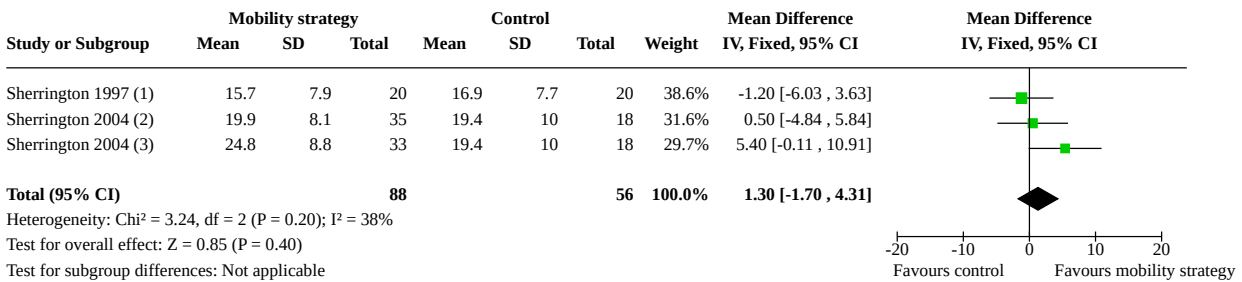 Mobility strategy Control Mean Difference Mean Difference
Study or Subgroup Mean SD Total Mean SD Total Weight IV, Fixed, 95% CI IV, Fixed, 95% CI
Sherrington 1997 (1) 15.7 7.9 20 16.9 7.7 20 38.6% -1.20 [-6.03 , 3.63]
Sherrington 2004 (2) 19.9 8.1 35 19.4 10 18 31.6% 0.50 [-4.84 , 5.84]
Sherrington 2004 (3) 24.8 8.8 33 19.4 10 18 29.7% 5.40 [-0.11 , 10.91]
Total (95% CI) 88 56 100.0% 1.30 [-1.70 , 4.31]
Heterogeneity: Chi² = 3.24, df = 2 (P = 0.20); I² = 38%
Test for overall effect: Z = 0.85 (P = 0.40)
-20 -10 0 10 20
Test for subgroup differences: Not applicable Favours control Favours mobility strategy